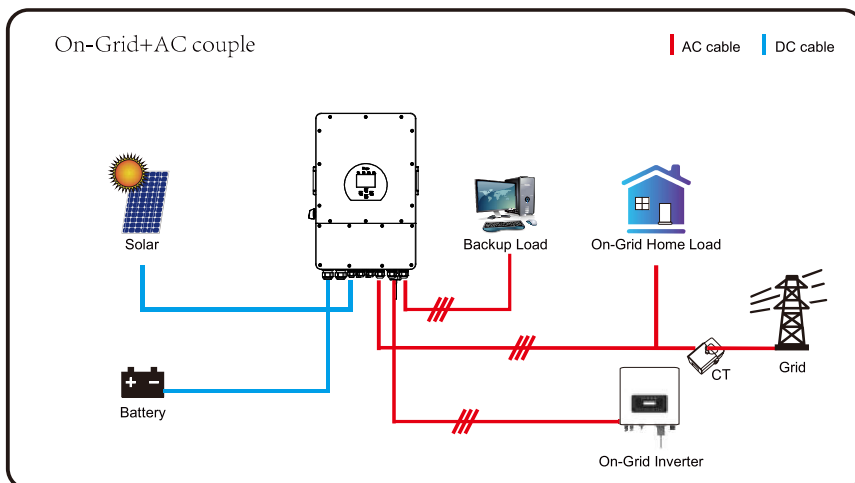 On-Grid+AC couple
AC cable
DC cable
Solar
Backup Load
On-Grid Home Load
Battery
CT
Grid
On-Grid Inverter